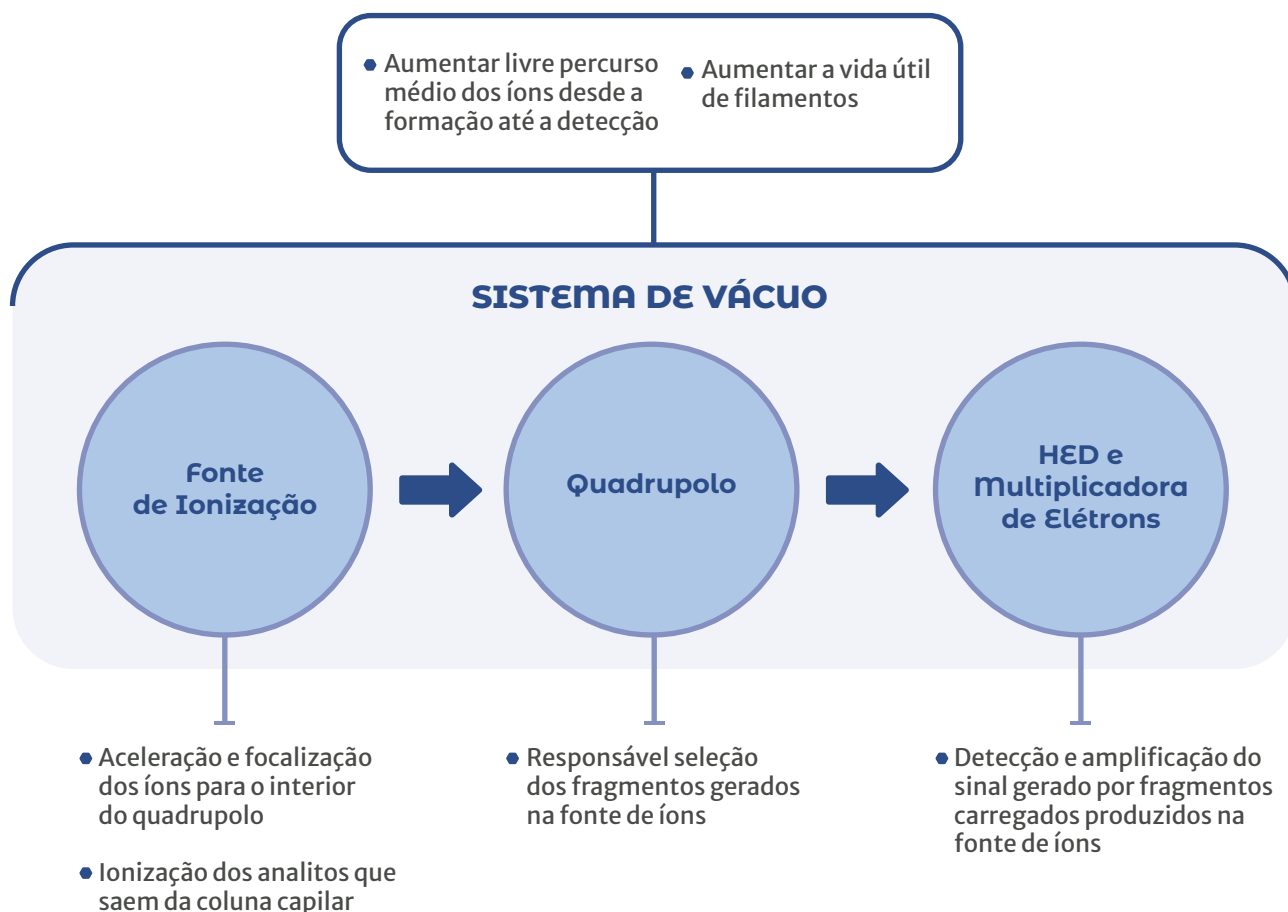 Aumentar livre percurso
médio dos íons desde a
formação até a detecção
Aumentar a vida útil
de filamentos
SISTEMA DE VÁCUO
Fonte
de Ionização
Quadrupolo
HED e
Multiplicadora
de Elétrons
Aceleração e focalização
dos íons para o interior
do quadrupolo
Ionização dos analitos que
saem da coluna capilar
Responsável seleção
dos fragmentos gerados
na fonte de íons
Detecção e amplificação do
sinal gerado por fragmentos
carregados produzidos na
fonte de íons